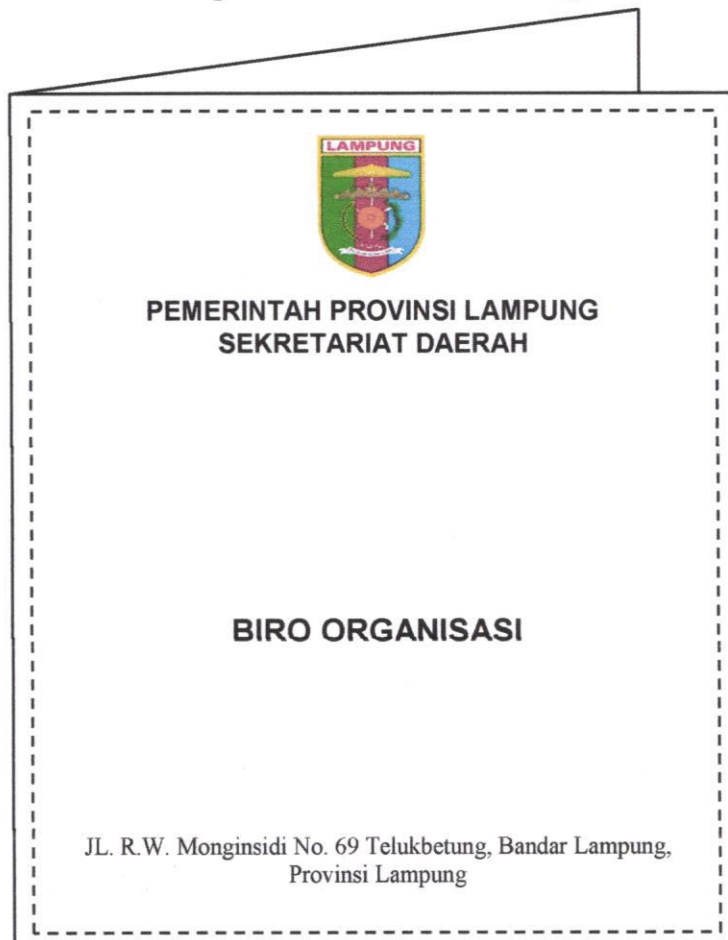 LAMPUNG
PEMERINTAH PROVINSI LAMPUNG
SEKRETARIAT DAERAH
BIRO ORGANISASI
JL. R.W. Monginsidi No. 69 Telukbetung, Bandar Lampung,
Provinsi Lampung